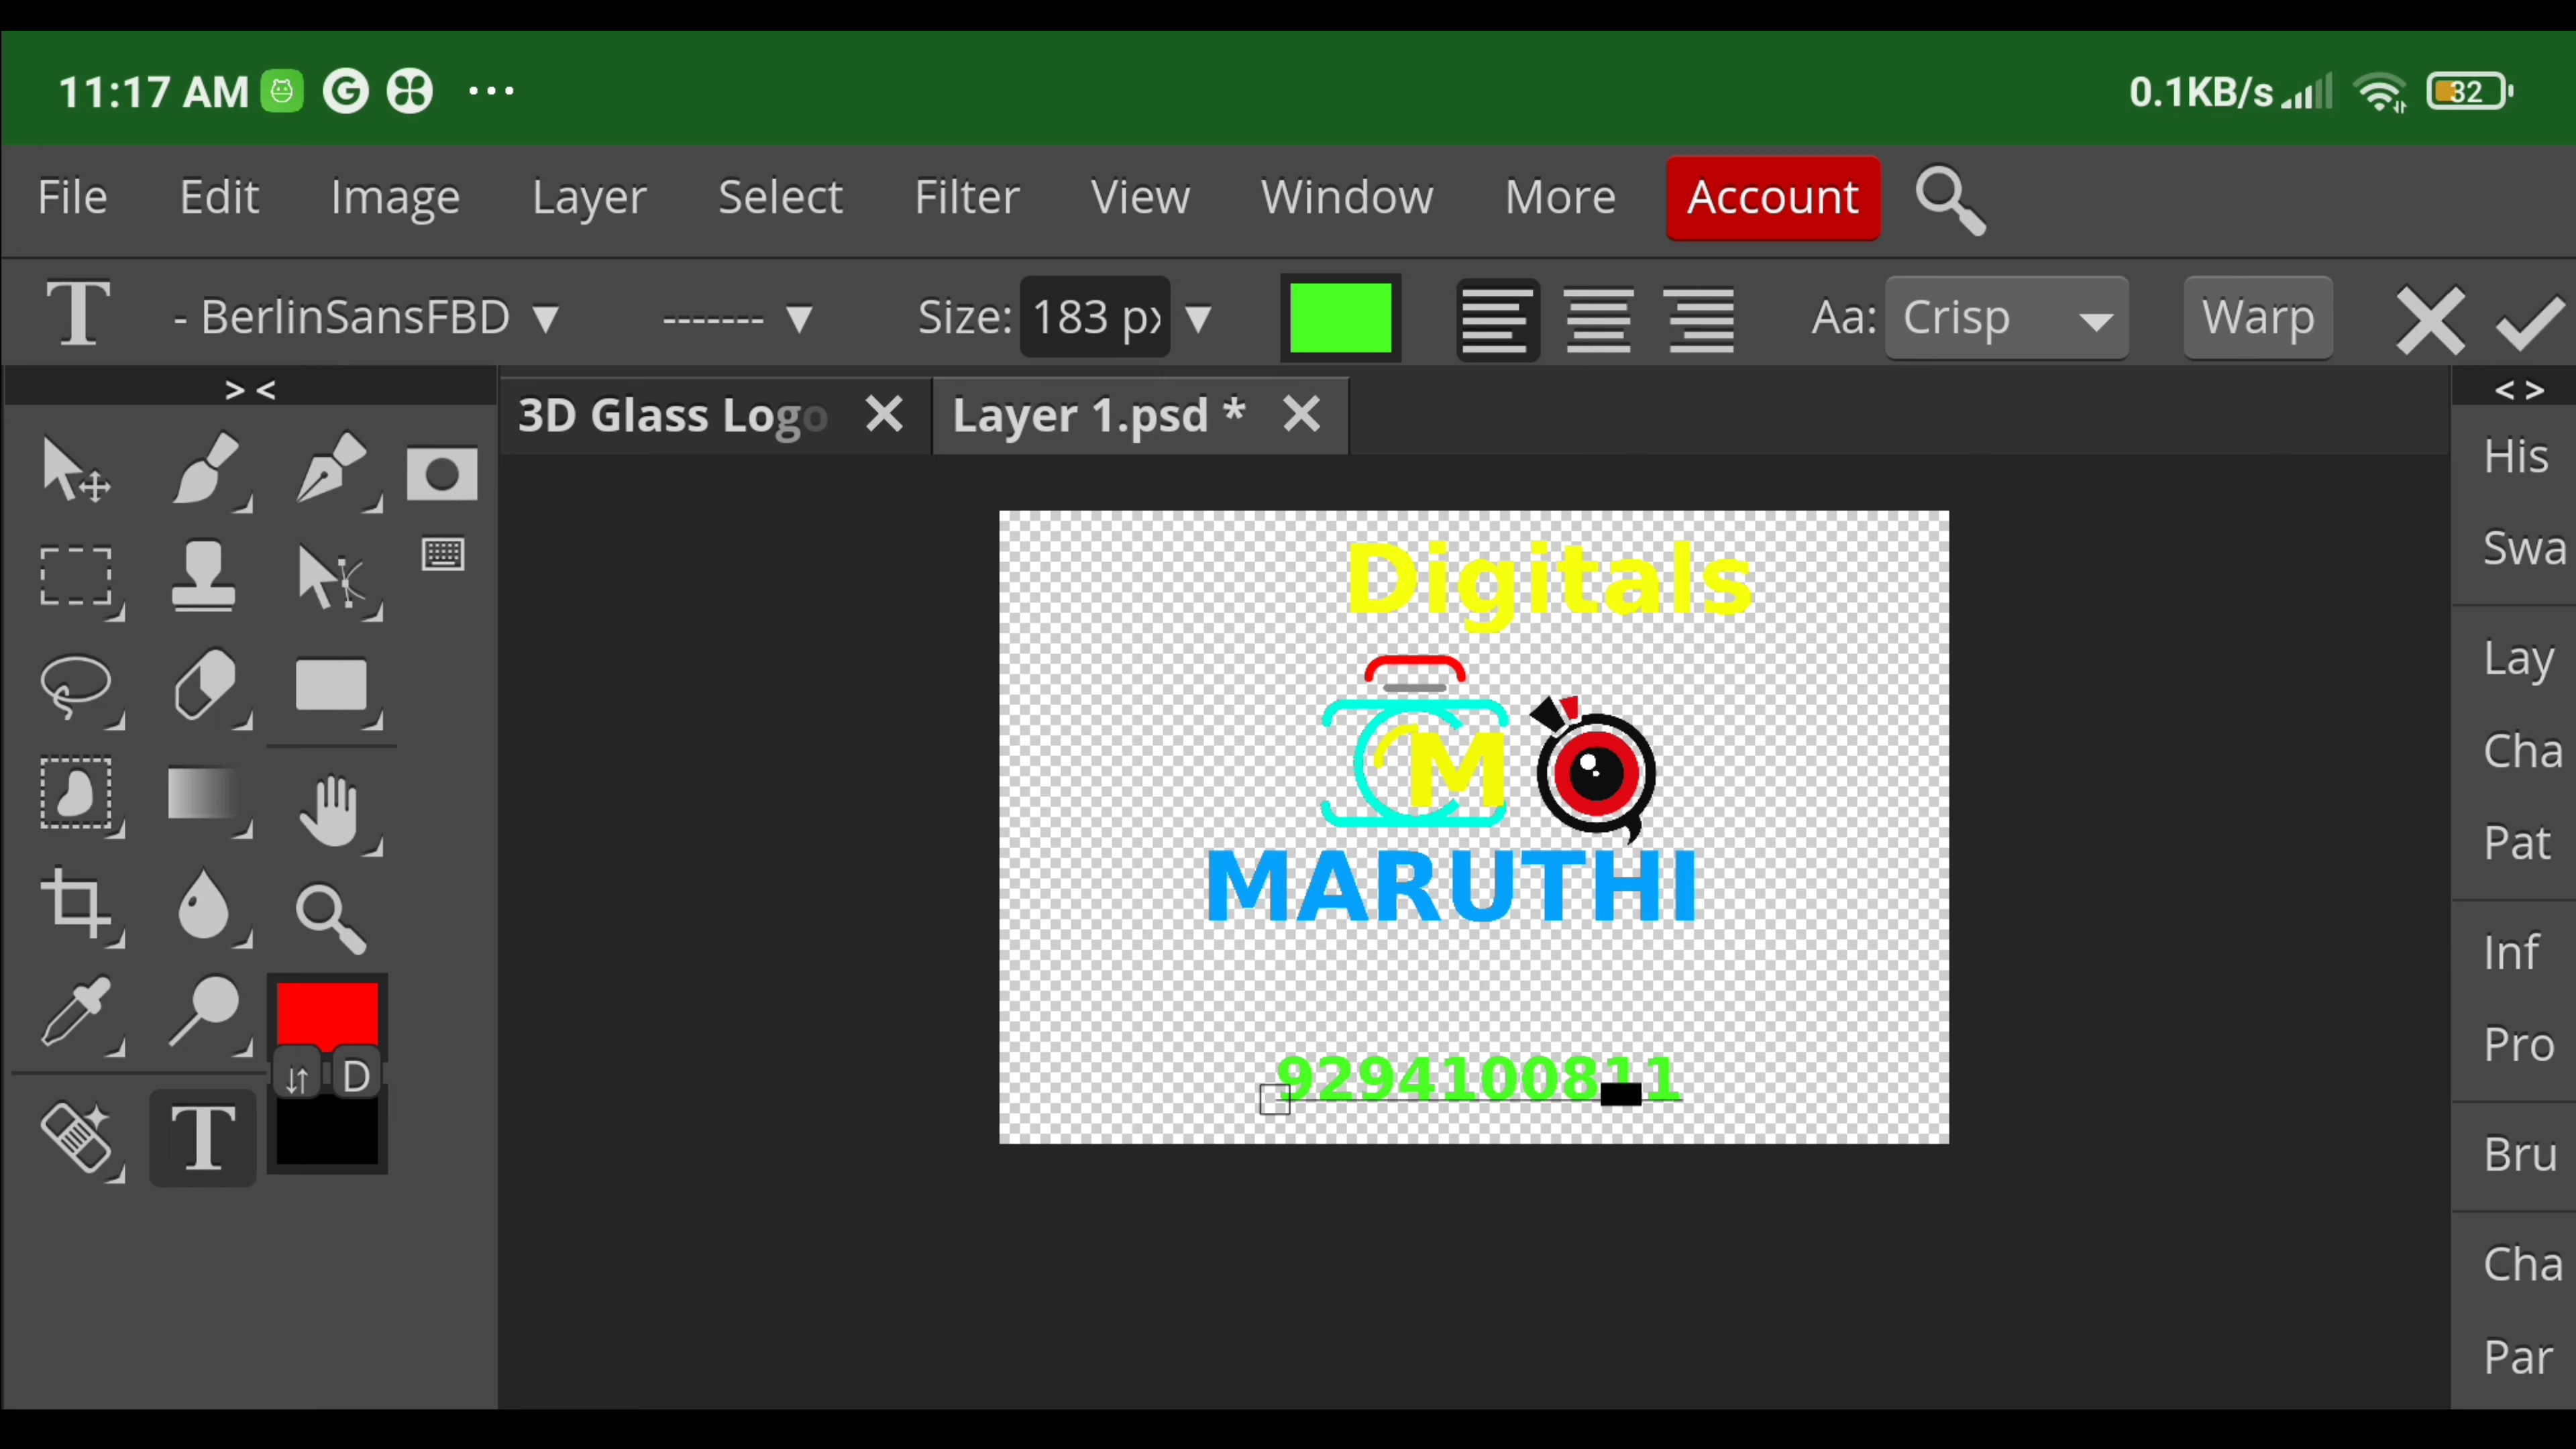 11:17 AM ... 0.1KB/s 32
File Edit Image Layer Select Filter View Window More Account
T - BerlinSansFBD ▼ ------- ▼ Size: 183 px ▼ Aa: Crisp Warp
> < < >
3D Glass Logo Layer 1.psd *
His
Swa
Lay
Cha
Pat
Inf
Pro
Bru
Cha
Par
D
T
Digitals
M
MARUTHI
9294100811